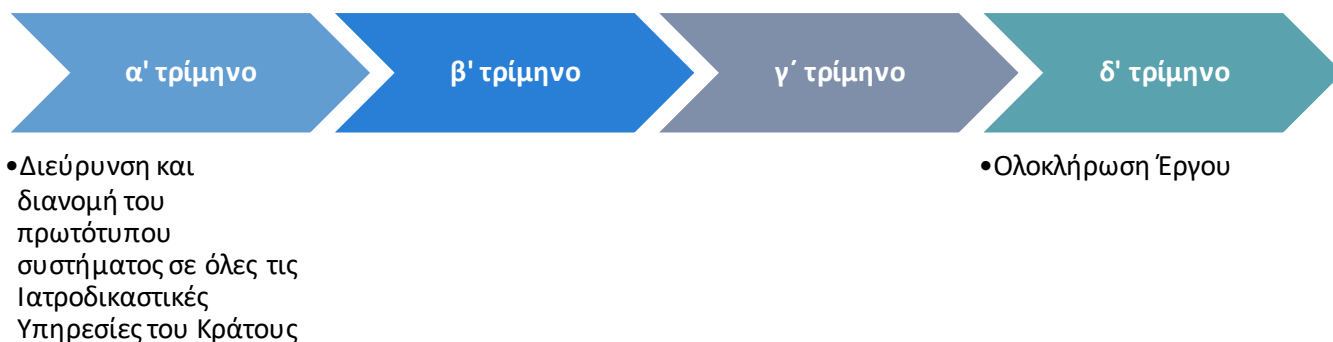 α' τρίμηνο
β' τρίμηνο
γ΄ τρίμηνο
δ' τρίμηνο
•Διεύρυνση και
διανομή του
πρωτότυπου
συστήματος σε όλες τις
Ιατροδικαστικές
Υπηρεσίες του Κράτους
•Ολοκλήρωση Έργου